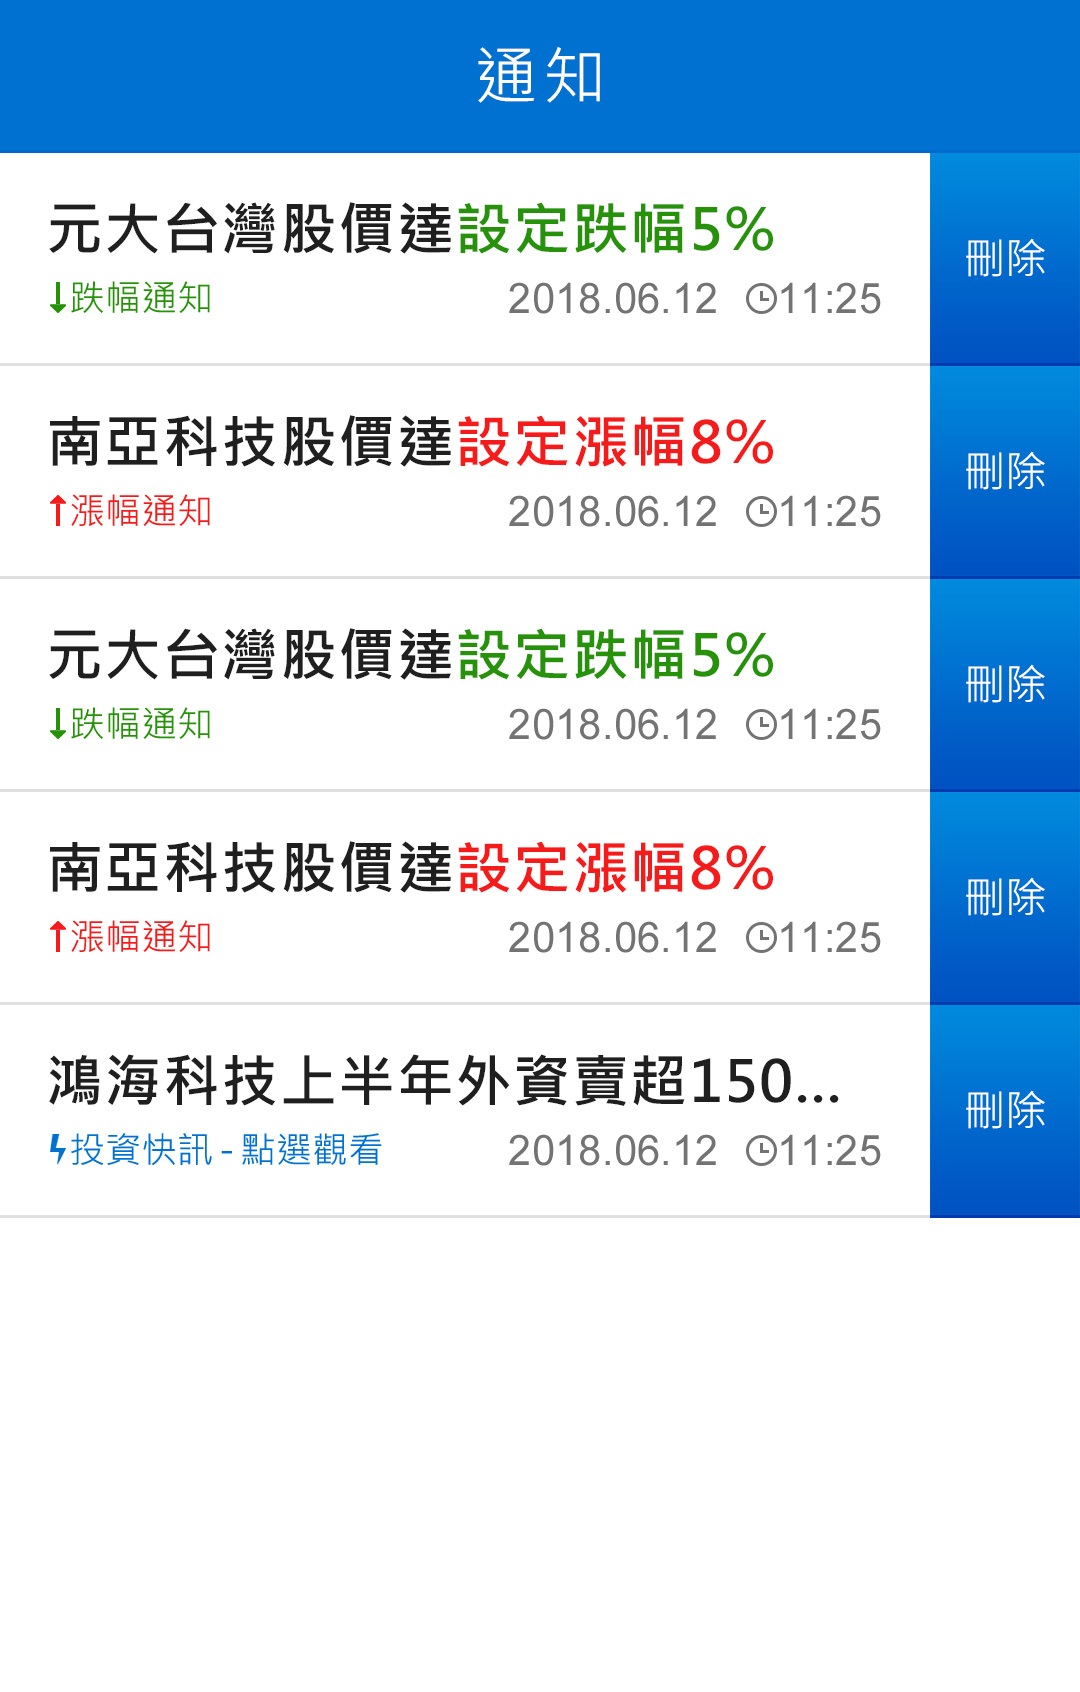 通知
元大台灣股價達設定跌幅5%
刪除
↓跌幅通知 2018.06.12 11:25
南亞科技股價達設定漲幅8%
刪除
↑漲幅通知 2018.06.12 11:25
元大台灣股價達設定跌幅5%
刪除
↓跌幅通知 2018.06.12 11:25
南亞科技股價達設定漲幅8%
刪除
↑漲幅通知 2018.06.12 11:25
鴻海科技上半年外資賣超150...
刪除
投資快訊 - 點選觀看 2018.06.12 11:25